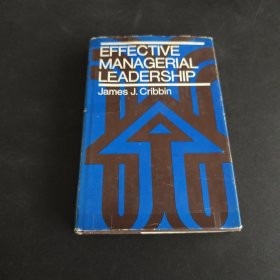 EFFECTIVE
MANAGERIAL
LEADERSHIP
James J. Cribbin